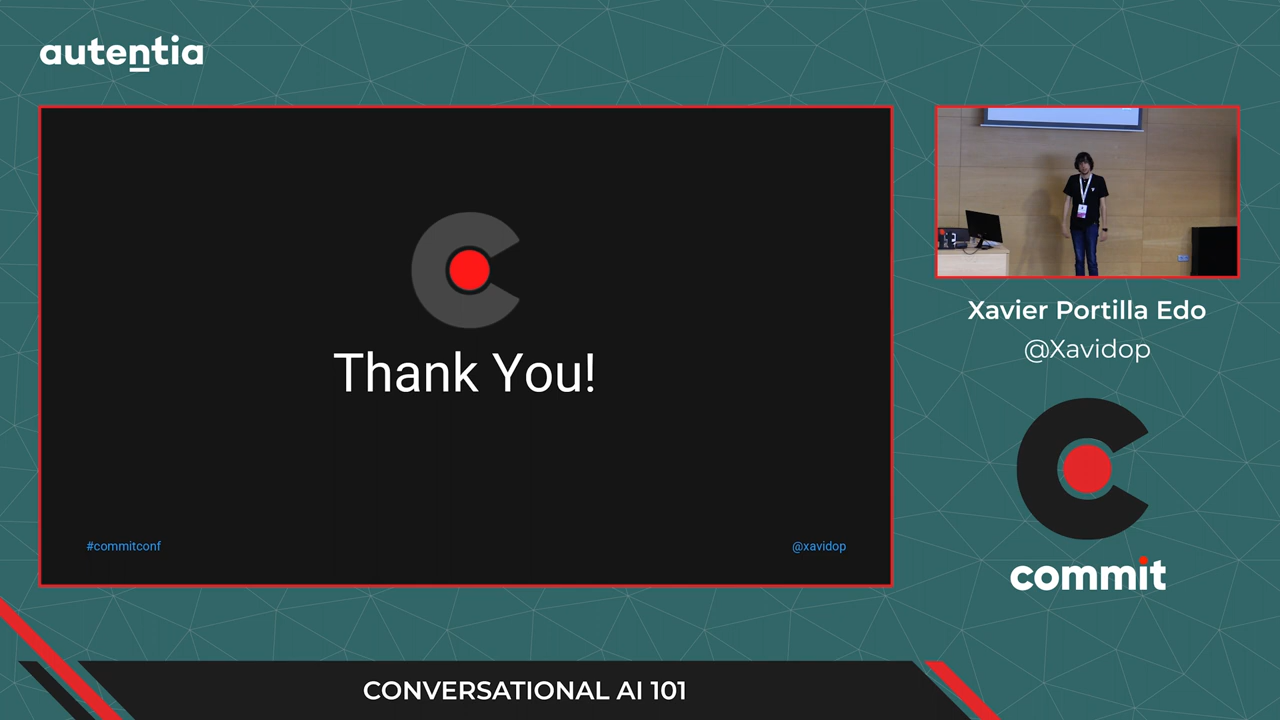 autentia
Thank You!
#commitconf
@xavidop
Xavier Portilla Edo
@Xavidop
commit
CONVERSATIONAL AI 101